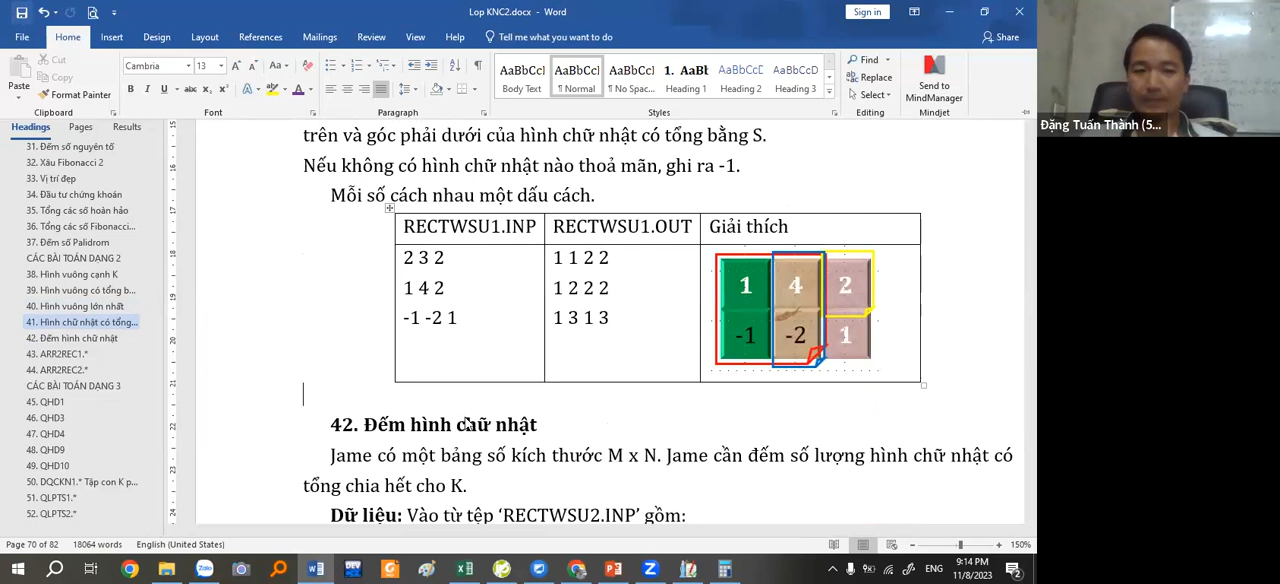 Lop KNC2.docx - Word
Sign in
File Home Insert Design Layout References Mailings Review View Help Tell me what you want to do
Share
Cut
Copy
Format Painter
Paste
Clipboard
Cambria 13
Font
Paragraph
AaBbCcI AaBbCcI AaBbCcI 1. AaBb AaBbCcD AaBbCcD
Body Text ¶ Normal ¶ No Spac... Heading 1 Heading 2 Heading 3
Styles
Find
Replace
Select
Editing
Send to
MindManager
Mindjet
Đặng Tuấn Thành (5...
Headings Pages Results
31. Đếm số nguyên tố
32. Xâu Fibonacci 2
33. Vị trí đẹp
34. Đầu tư chứng khoán
35. Tổng các số hoàn hảo
36. Tổng các số Fibonacci...
37. Đếm số Palidrom
CÁC BÀI TOÁN DẠNG 2
38. Hình vuông cạnh K
39. Hình vuông có tổng b...
40. Hình vuông lớn nhất
41. Hình chữ nhật có tổng...
42. Đếm hình chữ nhật
43. ARR2REC1.*
44. ARR2REC2.*
CÁC BÀI TOÁN DẠNG 3
45. QHD1
46. QHD3
47. QHD4
48. QHD9
49. QHD10
50. DQCKN1.* Tập con K p...
51. QLPTS1.*
52. QLPTS2.*
trên và góc phải dưới của hình chữ nhật có tổng bằng S.
Nếu không có hình chữ nhật nào thoả mãn, ghi ra -1.
Mỗi số cách nhau một dấu cách.
RECTWSU1.INP RECTWSU1.OUT Giải thích
2 3 2 1 1 2 2
1 4 2 1 2 2 2
-1 -2 1 1 3 1 3
1 4 2
-1 -2 1
42. Đếm hình chữ nhật
Jame có một bảng số kích thước M x N. Jame cần đếm số lượng hình chữ nhật có
tổng chia hết cho K.
Dữ liệu: Vào từ tệp ‘RECTWSU2.INP’ gồm:
Page 70 of 82 18064 words English (United States) 150%
ENG 9:14 PM
11/8/2023